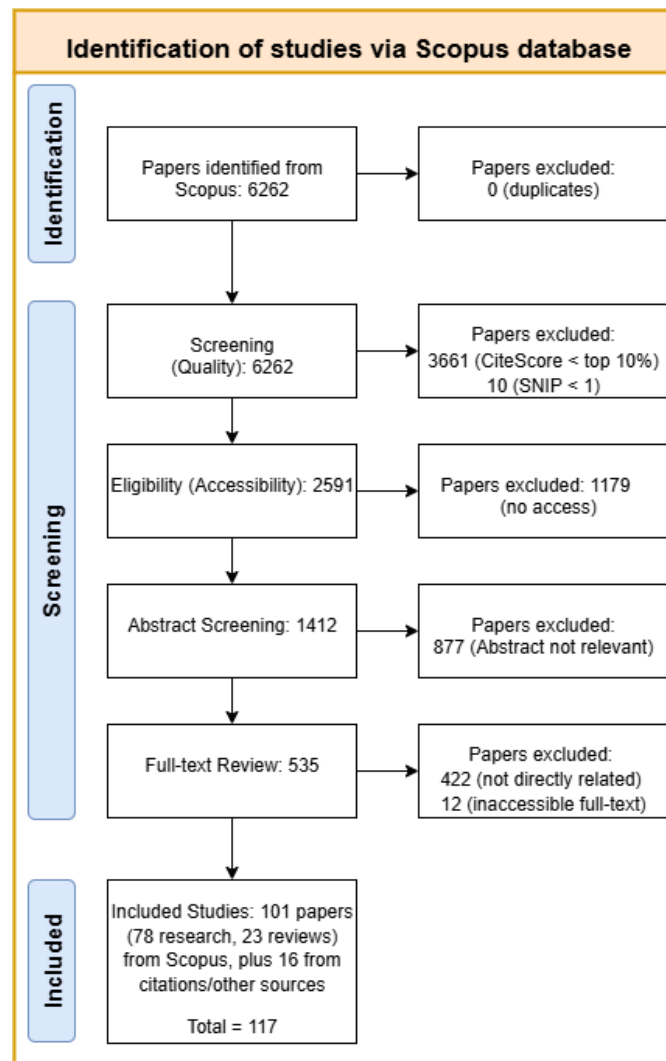 Identification of studies via Scopus database
Identification
Papers identified from
Scopus: 6262
Papers excluded:
0 (duplicates)
Screening
Screening
(Quality): 6262
Papers excluded:
3661 (CiteScore < top 10%)
10 (SNIP < 1)
Eligibility (Accessibility): 2591
Papers excluded: 1179
(no access)
Abstract Screening: 1412
Papers excluded:
877 (Abstract not relevant)
Full-text Review: 535
Papers excluded:
422 (not directly related)
12 (inaccessible full-text)
Included
Included Studies: 101 papers
(78 research, 23 reviews)
from Scopus, plus 16 from
citations/other sources
Total = 117